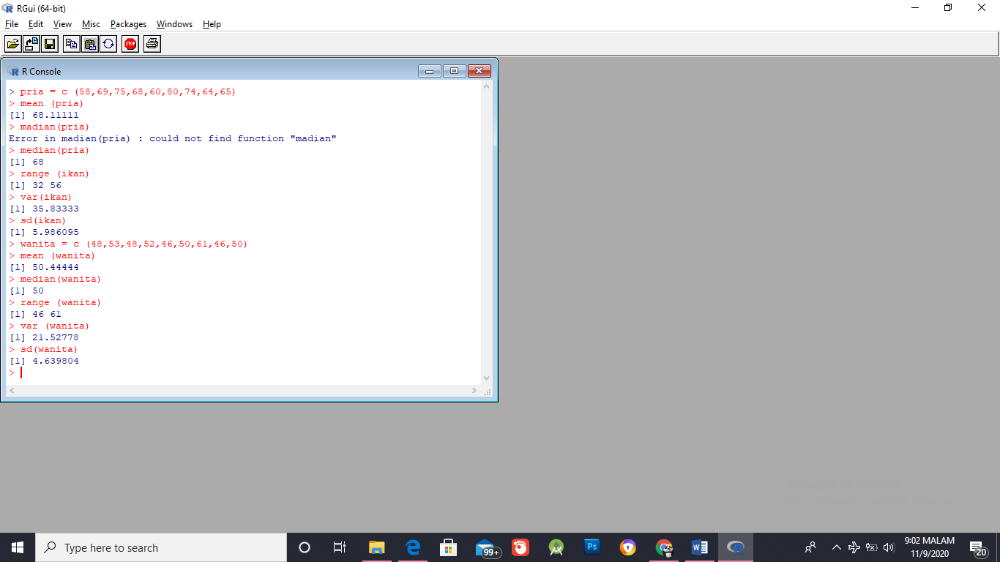 RGui (64-bit)
File Edit View Misc Packages Windows Help
STOP
R Console
> pria = c (58,69,75,68,60,80,74,64,65)
> mean (pria)
[1] 68.11111
> madian(pria)
Error in madian(pria) : could not find function "madian"
> median(pria)
[1] 68
> range (ikan)
[1] 32 56
> var(ikan)
[1] 35.83333
> sd(ikan)
[1] 5.986095
> wanita = c (48,53,48,52,46,50,61,46,50)
> mean (wanita)
[1] 50.44444
> median(wanita)
[1] 50
> range (wanita)
[1] 46 61
> var (wanita)
[1] 21.52778
> sd(wanita)
[1] 4.639804
>
Type here to search
99+
Ps
9:02 MALAM
11/9/2020
20